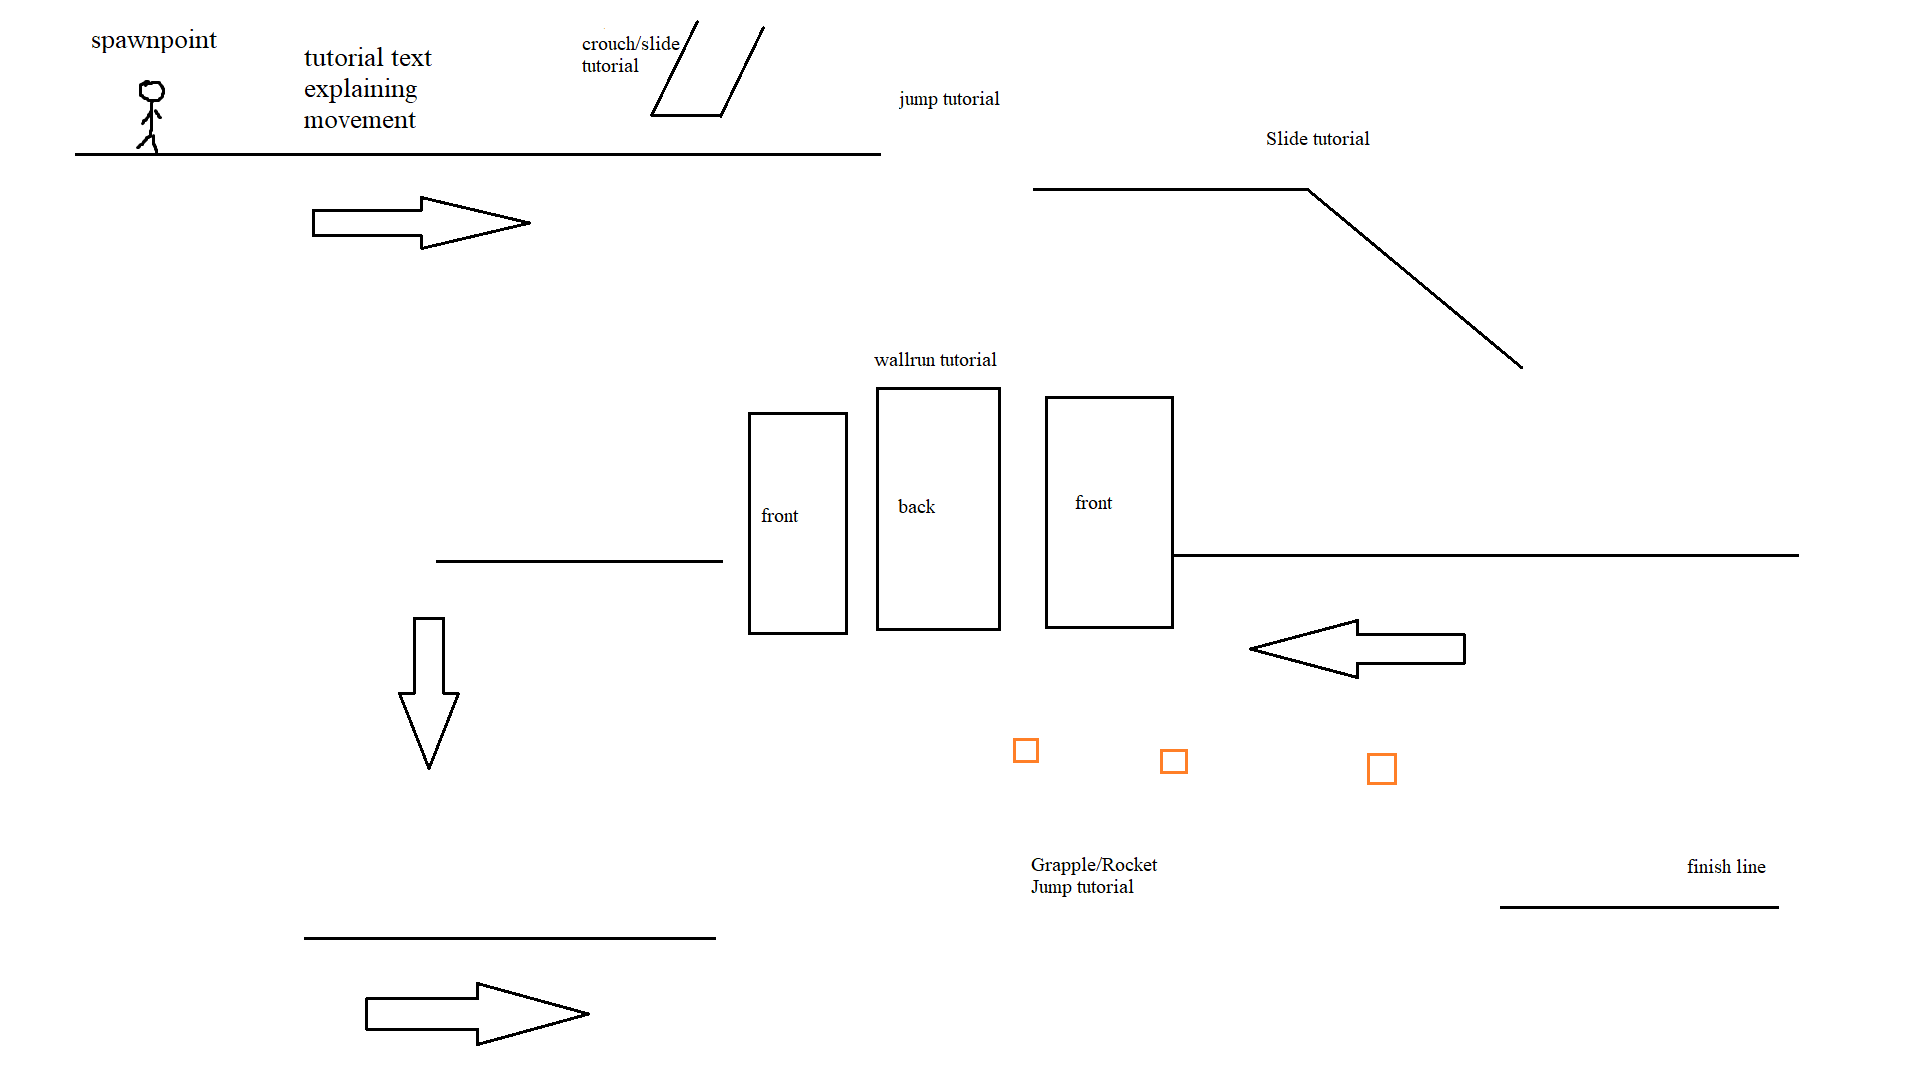 spawnpoint
tutorial text
explaining
movement
crouch/slide
tutorial
jump tutorial
Slide tutorial
wallrun tutorial
front
back
front
Grapple/Rocket
Jump tutorial
finish line